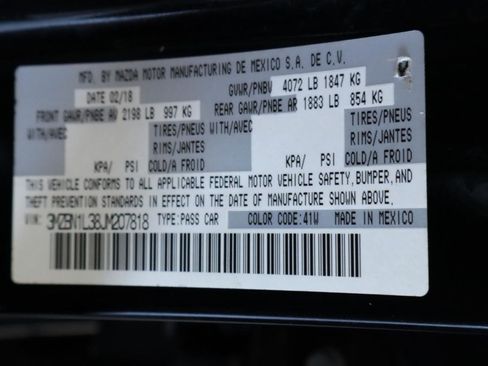 MFD. BY MAZDA MOTOR MANUFACTURING DE MEXICO S.A. DE C.V.
DATE 02/18 GVWR/PNBV 4072 LB 1847 KG
FRONT GAWR/PNBE AV 2198 LB 997 KG REAR GAWR/PNBE AR 1883 LB 854 KG
WITH/AVEC TIRES/PNEUS WITH/AVEC TIRES/PNEUS
RIMS/JANTES RIMS/JANTES
KPA/ PSI COLD/A FROID KPA/ PSI COLD/A FROID
THIS VEHICLE CONFORMS TO ALL APPLICABLE FEDERAL MOTOR VEHICLE SAFETY, BUMPER, AND
THEFT PREVENTION STANDARDS IN EFFECT ON THE DATE OF MANUFACTURE SHOWN ABOVE.
VIN: 3MZBN1L38JM207818 TYPE:PASS CAR COLOR CODE:41W MADE IN MEXICO